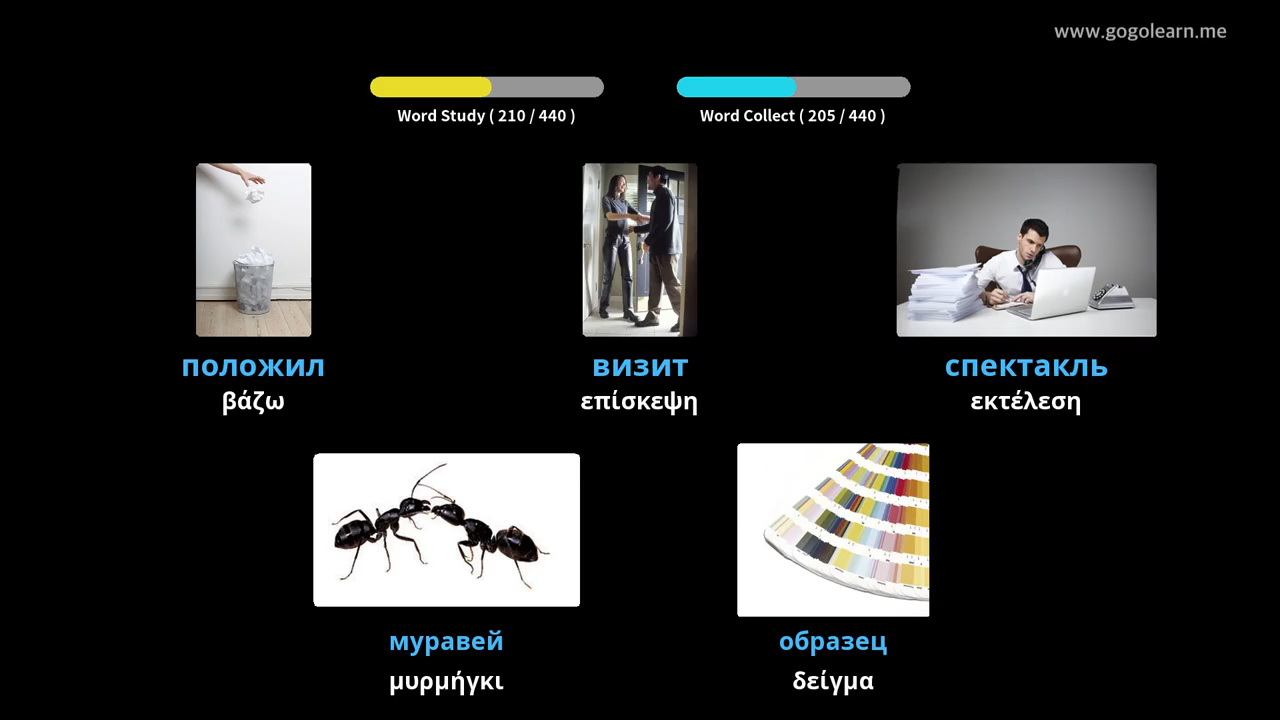 www.gogolearn.me
Word Study ( 210 / 440 )
Word Collect ( 205 / 440 )
положил
βάζω
визит
επίσκεψη
спектакль
εκτέλεση
муравей
μυρμήγκι
образец
δείγμα